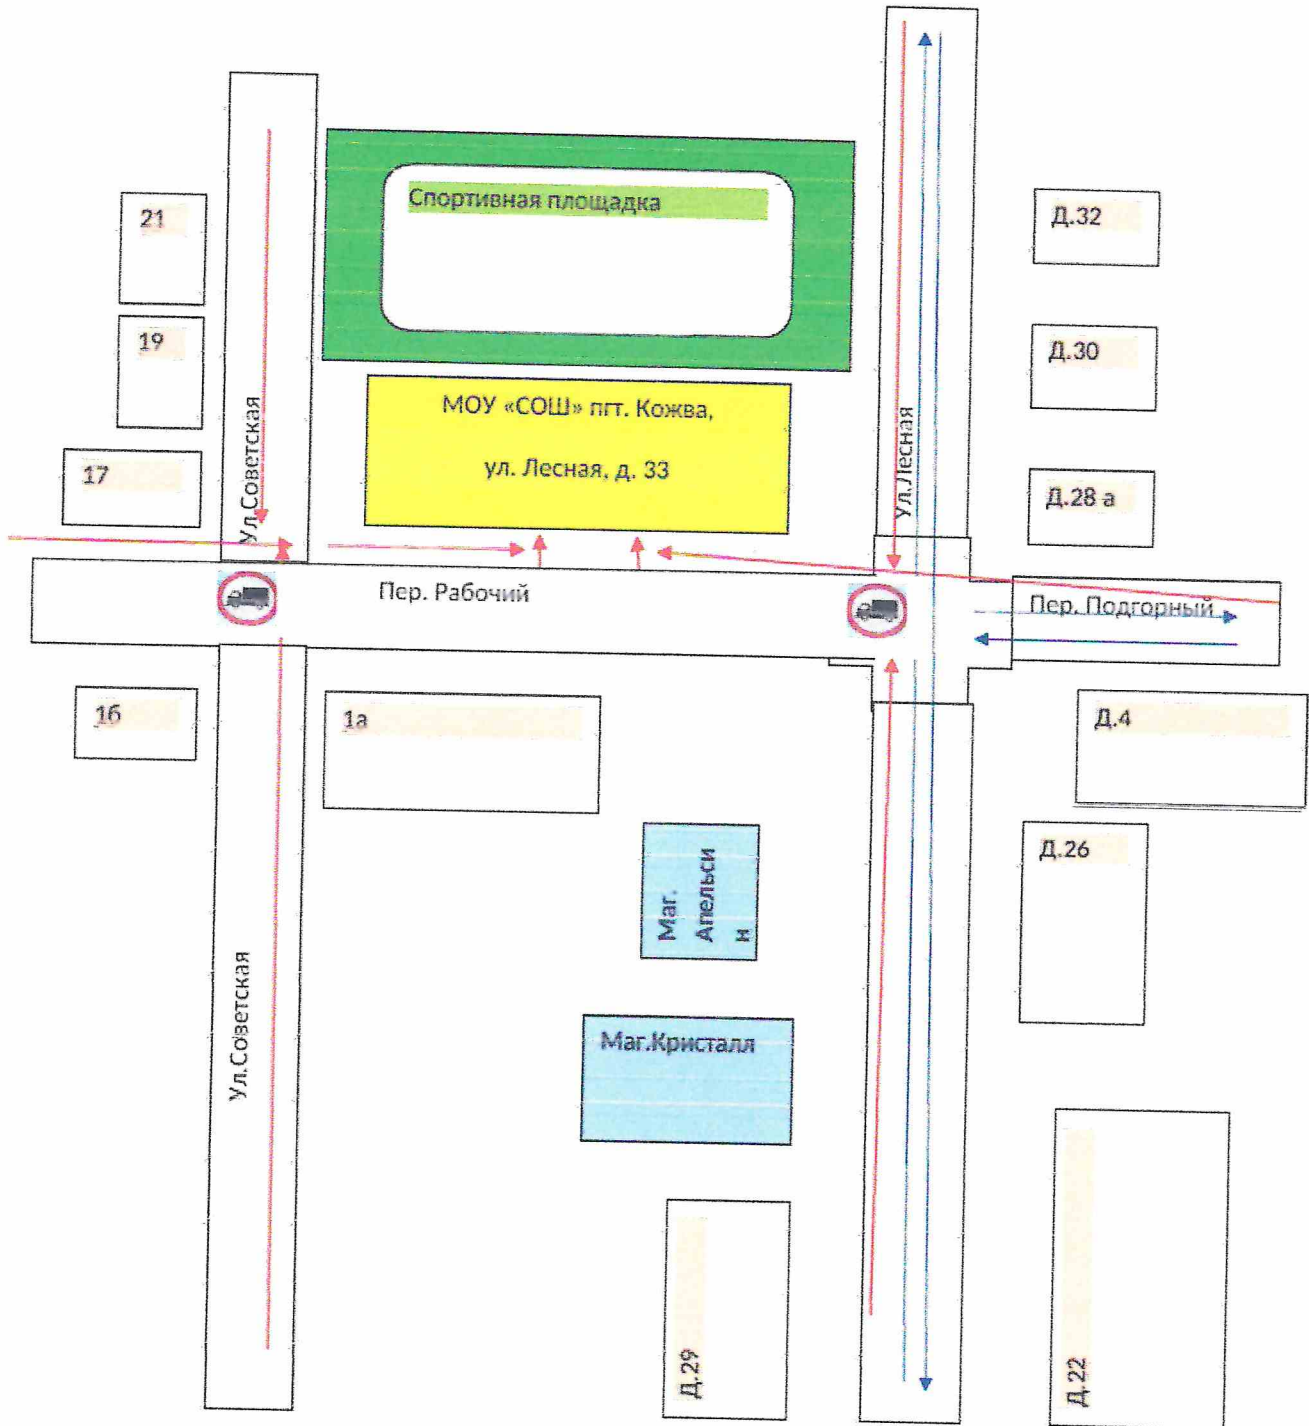 Спортивная площадка
21
Д.32
19
Д.30
МОУ «СОШ» пгт. Кожва,
ул. Лесная, д. 33
Ул.Советская
Ул.Лесная
17
Д.28 а
Пер. Рабочий
Пер. Подгорный
1б
1а
Д.4
Маг.
Апельси
н
Д.26
Ул.Советская
Маг.Кристалл
Д.29
Д.22